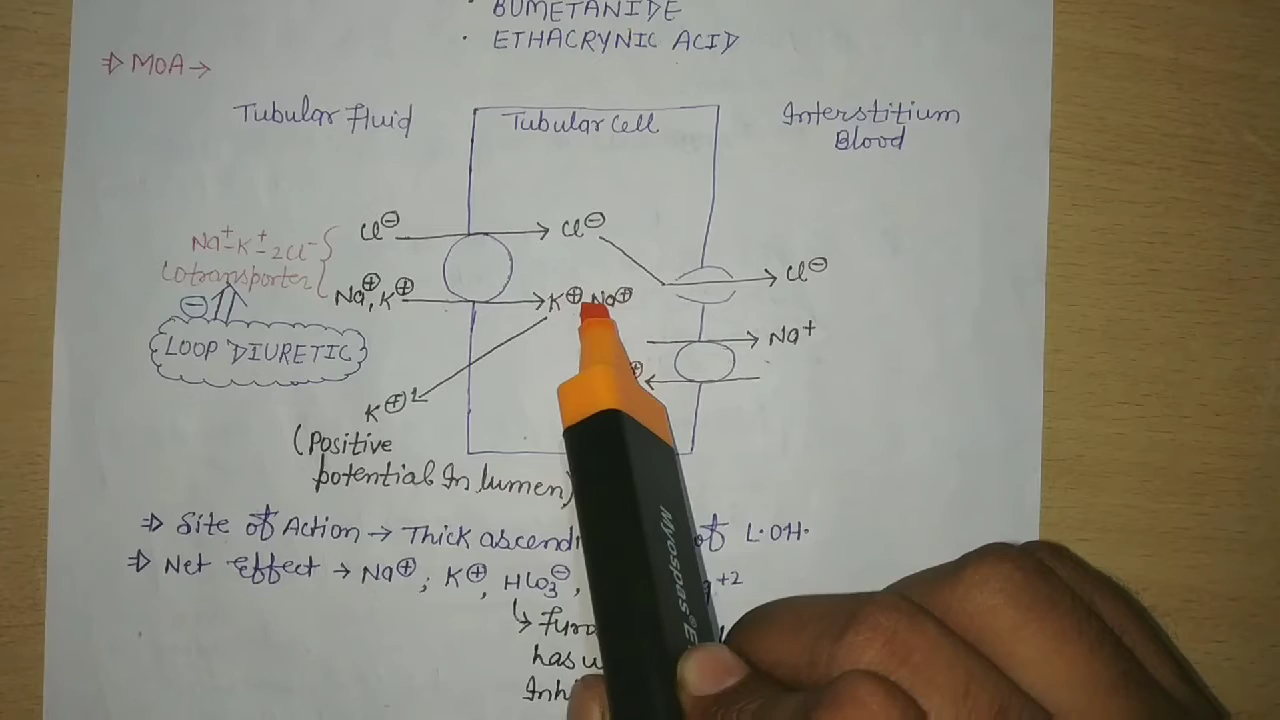 · BUMETANIDE
· ETHACRYNIC ACID
⇒ MOA →
Tubular fluid
Tubular cell
Interstitium
Blood
Na⁺-K⁺-2Cl⁻
Cotransporter
Cl⊖
Cl⊖
Cl⊖
Na⊕, K⊕
K⊕ Na⊕
Na⁺
⊖
LOOP DIURETIC
K⊕
(Positive
potential In lumen)
⇒ Site of Action → Thick ascendi of L·OH·
⇒ Net Effect → Na⊕, K⊕, HCO₃⊖, +2
↳ fur
has
Inh
Myospas®E